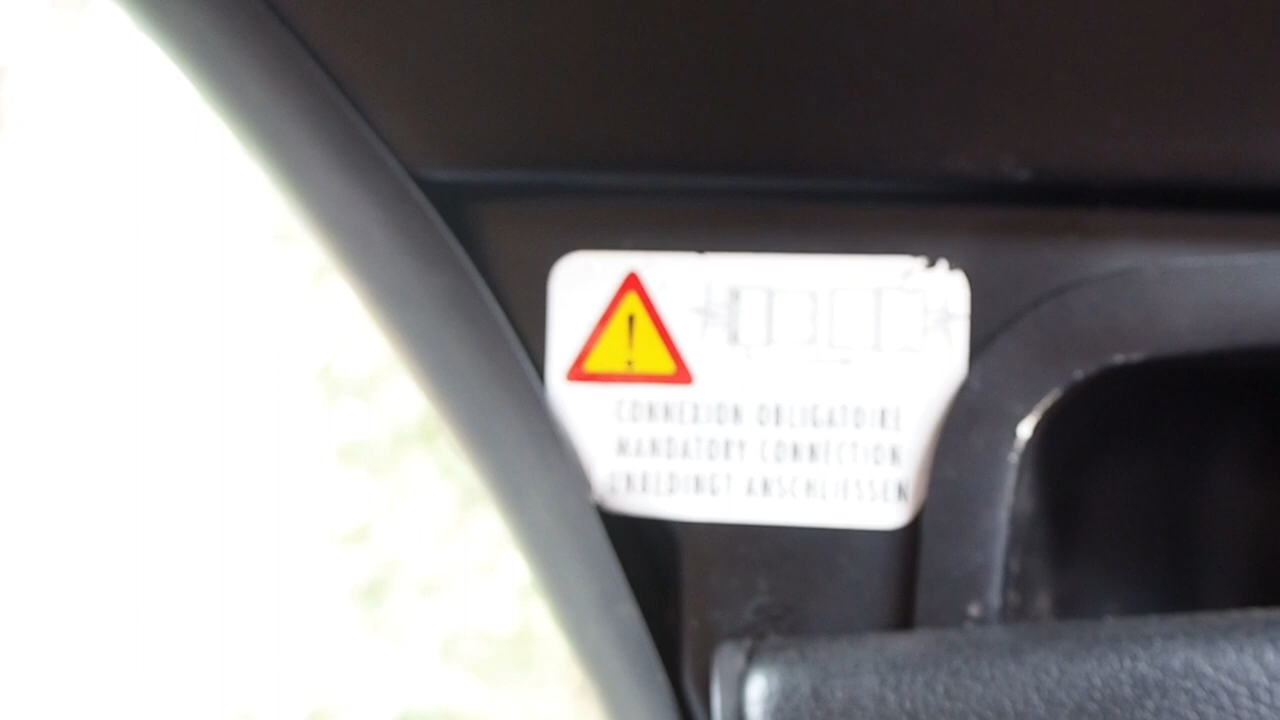 !
CONNEXION OBLIGATOIRE
MANDATORY CONNECTION
UNBEDINGT ANSCHLIESSEN